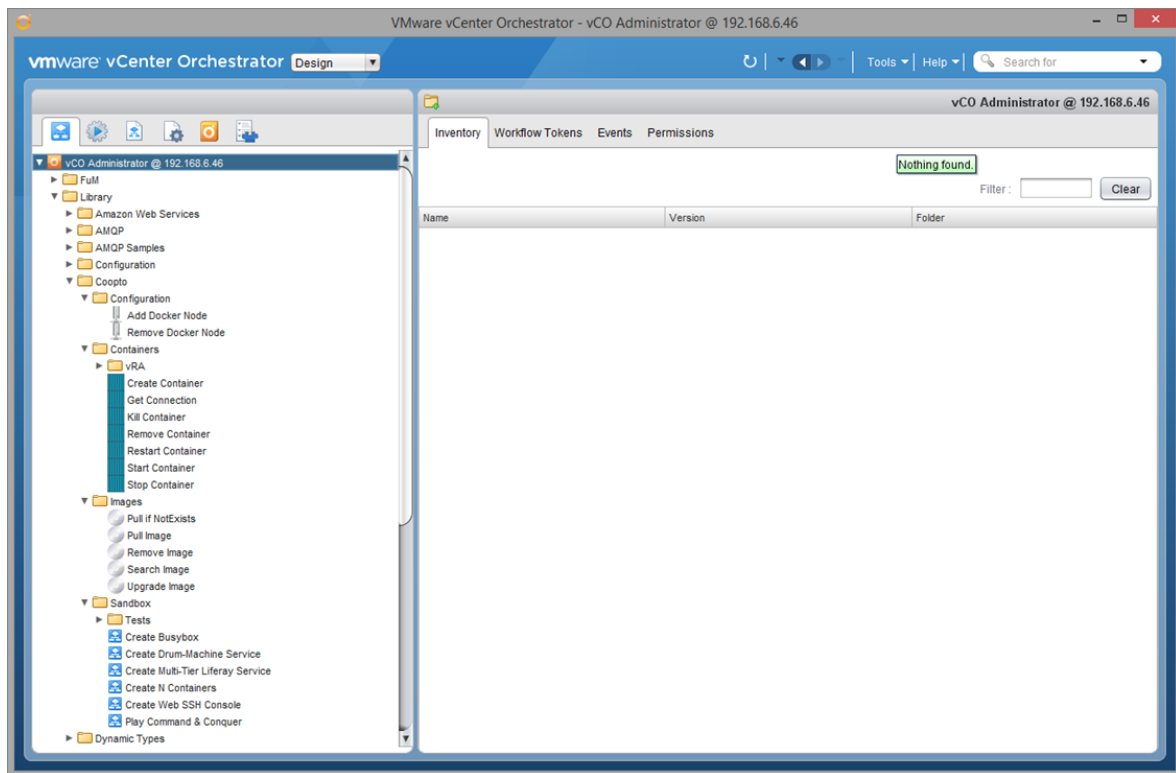 VMware vCenter Orchestrator - vCO Administrator @ 192.168.6.46
vmware vCenter Orchestrator Design
Tools Help Search for
vCO Administrator @ 192.168.6.46
Inventory Workflow Tokens Events Permissions
Nothing found.
Filter : Clear
Name Version Folder
vCO Administrator @ 192.168.6.46
FuM
Library
Amazon Web Services
AMQP
AMQP Samples
Configuration
Coopto
Configuration
Add Docker Node
Remove Docker Node
Containers
vRA
Create Container
Get Connection
Kill Container
Remove Container
Restart Container
Start Container
Stop Container
Images
Pull if NotExists
Pull Image
Remove Image
Search Image
Upgrade Image
Sandbox
Tests
Create Busybox
Create Drum-Machine Service
Create Multi-Tier Liferay Service
Create N Containers
Create Web SSH Console
Play Command & Conquer
Dynamic Types